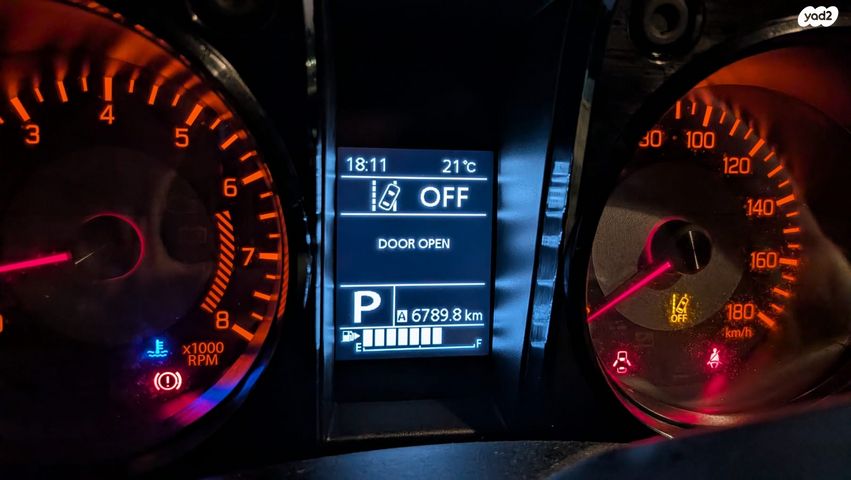 yad2
3
4
5
6
7
8
x1000
RPM
18:11 21°C
OFF
DOOR OPEN
P
A 6789.8 km
E F
80
100
120
140
160
180
km/h
OFF